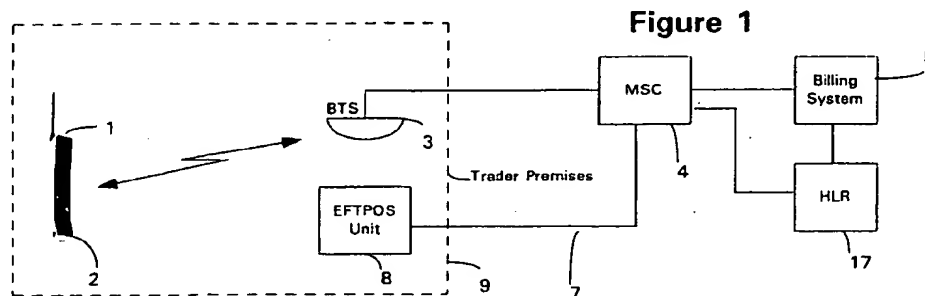 Figure 1
1
2
BTS
3
EFTPOS
Unit
8
Trader Premises
9
7
MSC
4
Billing
System
HLR
17